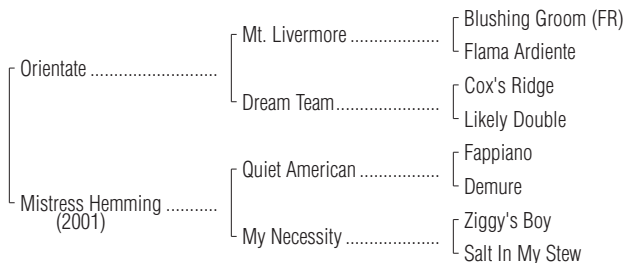 Blushing Groom (FR)
Mt. Livermore ....................
Flama Ardiente
Orientate ............................
Cox's Ridge
Dream Team.......................
Likely Double
Fappiano
Quiet American ..................
Demure
Mistress Hemming ...........
(2001)
Ziggy's Boy
My Necessity .....................
Salt In My Stew